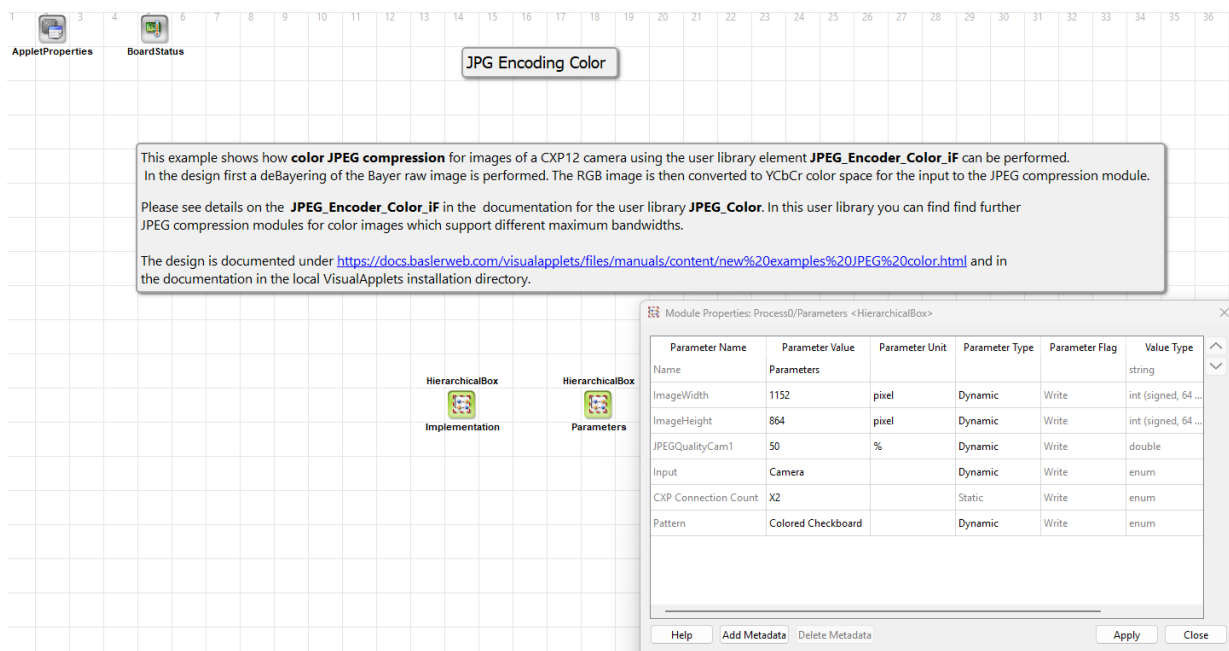 1 2 3 4 5 6 7 8 9 10 11 12 13 14 15 16 17 18 19 20 21 22 23 24 25 26 27 28 29 30 31 32 33 34 35 36
AppletProperties BoardStatus
JPG Encoding Color
This example shows how color JPEG compression for images of a CXP12 camera using the user library element JPEG_Encoder_Color_iF can be performed.
In the design first a deBayering of the Bayer raw image is performed. The RGB image is then converted to YCbCr color space for the input to the JPEG compression module.
Please see details on the JPEG_Encoder_Color_iF in the documentation for the user library JPEG_Color. In this user library you can find find further
JPEG compression modules for color images which support different maximum bandwidths.
The design is documented under https://docs.baslerweb.com/visualapplets/files/manuals/content/new%20examples%20JPEG%20color.html and in
the documentation in the local VisualApplets installation directory.
HierarchicalBox HierarchicalBox
Implementation Parameters
Module Properties: Process0/Parameters <HierarchicalBox>
Parameter Name Parameter Value Parameter Unit Parameter Type Parameter Flag Value Type
Name Parameters string
ImageWidth 1152 pixel Dynamic Write int (signed, 64 ...
ImageHeight 864 pixel Dynamic Write int (signed, 64 ...
JPEGQualityCam1 50 % Dynamic Write double
Input Camera Dynamic Write enum
CXP Connection Count X2 Static Write enum
Pattern Colored Checkboard Dynamic Write enum
Help Add Metadata Delete Metadata Apply Close